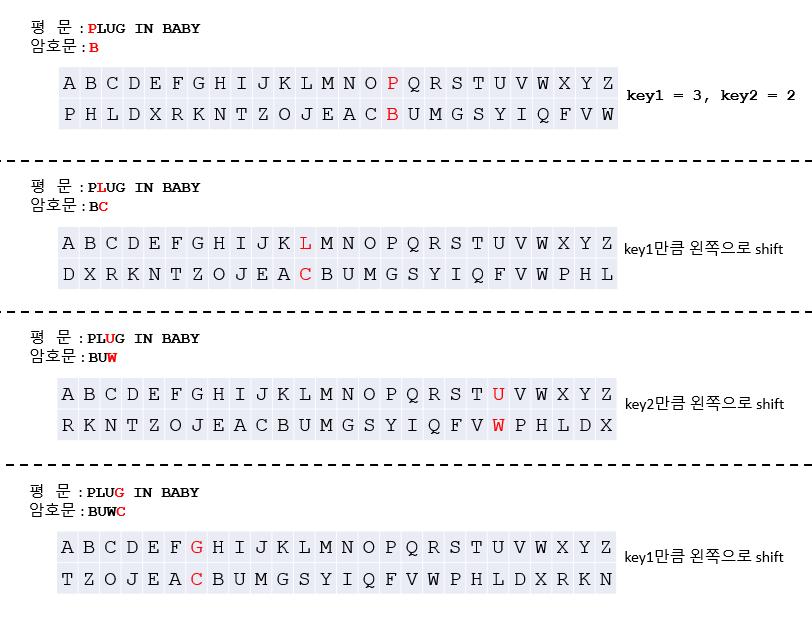 평 문 : PLUG IN BABY
암호문 : B
A B C D E F G H I J K L M N O P Q R S T U V W X Y Z
P H L D X R K N T Z O J E A C B U M G S Y I Q F V W
key1 = 3, key2 = 2
평 문 : PLUG IN BABY
암호문 : BC
A B C D E F G H I J K L M N O P Q R S T U V W X Y Z
D X R K N T Z O J E A C B U M G S Y I Q F V W P H L
key1만큼 왼쪽으로 shift
평 문 : PLUG IN BABY
암호문 : BUW
A B C D E F G H I J K L M N O P Q R S T U V W X Y Z
R K N T Z O J E A C B U M G S Y I Q F V W P H L D X
key2만큼 왼쪽으로 shift
평 문 : PLUG IN BABY
암호문 : BUWC
A B C D E F G H I J K L M N O P Q R S T U V W X Y Z
T Z O J E A C B U M G S Y I Q F V W P H L D X R K N
key1만큼 왼쪽으로 shift